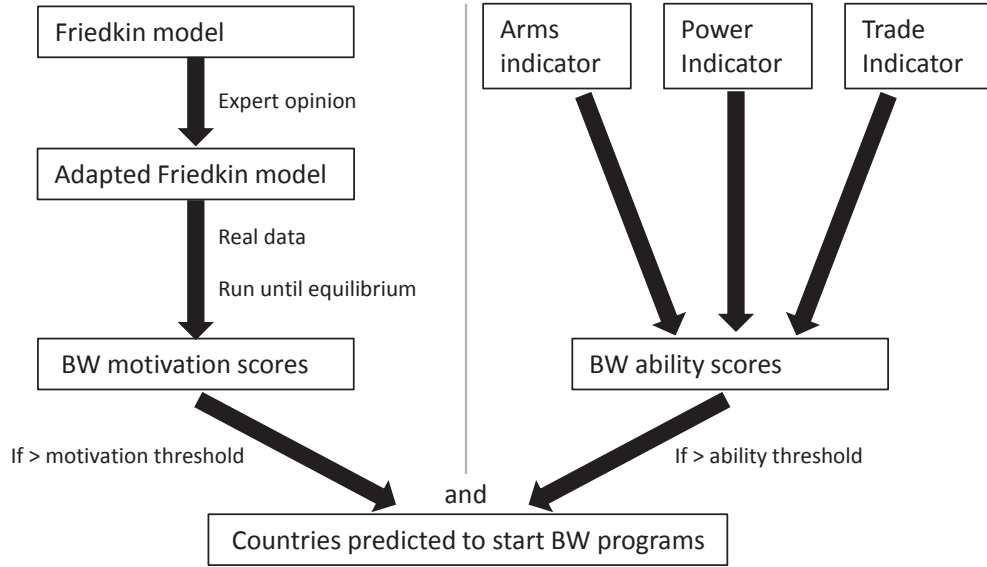 Friedkin model
Expert opinion
Adapted Friedkin model
Real data
Run until equilibrium
BW motivation scores
If > motivation threshold
Arms
indicator
Power
Indicator
Trade
Indicator
BW ability scores
If > ability threshold
and
Countries predicted to start BW programs